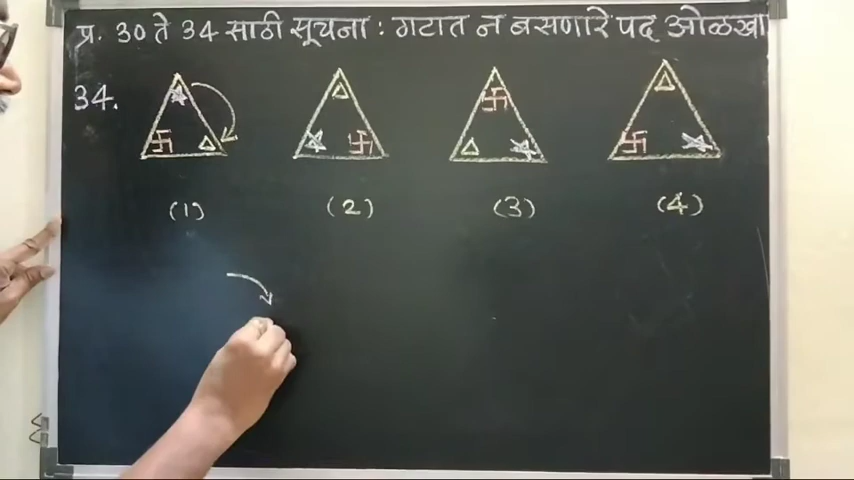 प्र. 30 ते 34 साठी सूचना : गटात न बसणारे पद ओळखा
34.
(1) (2) (3) (4)